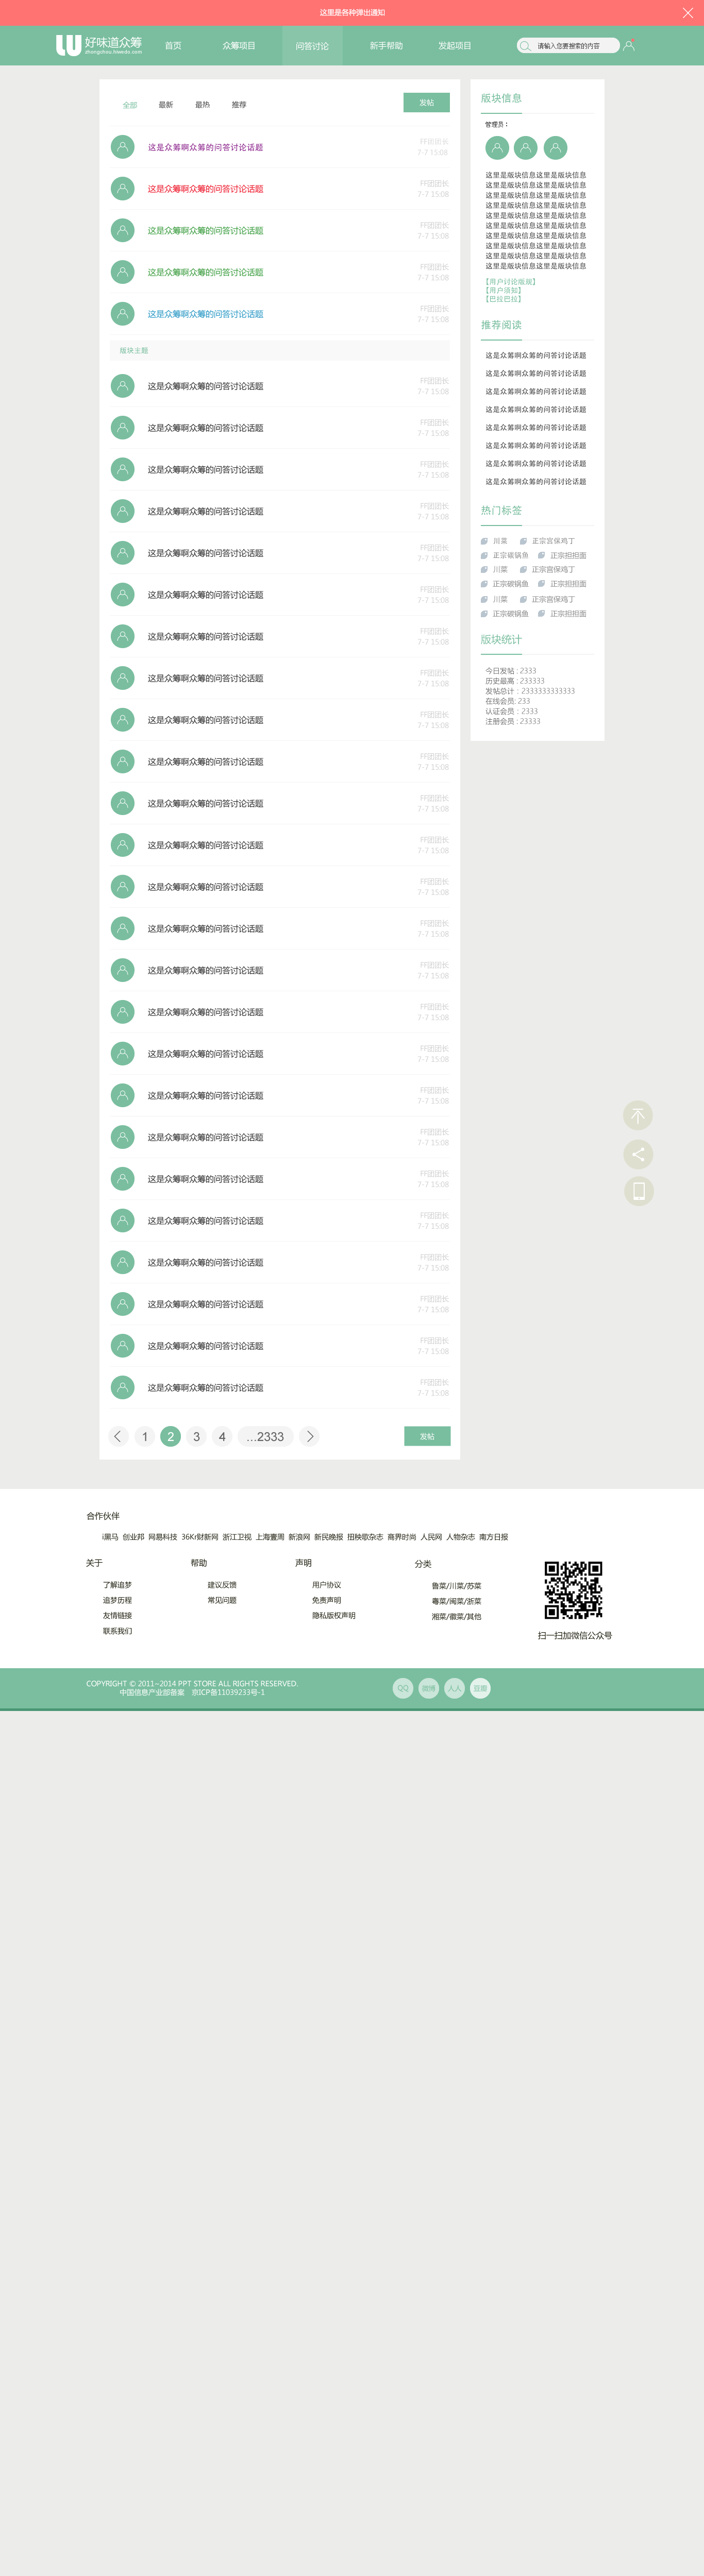 这里是各种弹出通知
好味道众筹
zhongchou.hweido.com
首页 众筹项目 问答讨论 新手帮助 发起项目
请输入您要搜索的内容
全部 最新 最热 推荐 发帖
这是众筹啊众筹的问答讨论话题 FF团团长
7-7 15:08
这是众筹啊众筹的问答讨论话题 FF团团长
7-7 15:08
这是众筹啊众筹的问答讨论话题 FF团团长
7-7 15:08
这是众筹啊众筹的问答讨论话题 FF团团长
7-7 15:08
这是众筹啊众筹的问答讨论话题 FF团团长
7-7 15:08
版块主题
这是众筹啊众筹的问答讨论话题 FF团团长
7-7 15:08
这是众筹啊众筹的问答讨论话题 FF团团长
7-7 15:08
这是众筹啊众筹的问答讨论话题 FF团团长
7-7 15:08
这是众筹啊众筹的问答讨论话题 FF团团长
7-7 15:08
这是众筹啊众筹的问答讨论话题 FF团团长
7-7 15:08
这是众筹啊众筹的问答讨论话题 FF团团长
7-7 15:08
这是众筹啊众筹的问答讨论话题 FF团团长
7-7 15:08
这是众筹啊众筹的问答讨论话题 FF团团长
7-7 15:08
这是众筹啊众筹的问答讨论话题 FF团团长
7-7 15:08
这是众筹啊众筹的问答讨论话题 FF团团长
7-7 15:08
这是众筹啊众筹的问答讨论话题 FF团团长
7-7 15:08
这是众筹啊众筹的问答讨论话题 FF团团长
7-7 15:08
这是众筹啊众筹的问答讨论话题 FF团团长
7-7 15:08
这是众筹啊众筹的问答讨论话题 FF团团长
7-7 15:08
这是众筹啊众筹的问答讨论话题 FF团团长
7-7 15:08
这是众筹啊众筹的问答讨论话题 FF团团长
7-7 15:08
这是众筹啊众筹的问答讨论话题 FF团团长
7-7 15:08
这是众筹啊众筹的问答讨论话题 FF团团长
7-7 15:08
这是众筹啊众筹的问答讨论话题 FF团团长
7-7 15:08
这是众筹啊众筹的问答讨论话题 FF团团长
7-7 15:08
这是众筹啊众筹的问答讨论话题 FF团团长
7-7 15:08
这是众筹啊众筹的问答讨论话题 FF团团长
7-7 15:08
这是众筹啊众筹的问答讨论话题 FF团团长
7-7 15:08
这是众筹啊众筹的问答讨论话题 FF团团长
7-7 15:08
这是众筹啊众筹的问答讨论话题 FF团团长
7-7 15:08
1 2 3 4 ...2333 发帖
版块信息
管理员：
这里是版块信息这里是版块信息
这里是版块信息这里是版块信息
这里是版块信息这里是版块信息
这里是版块信息这里是版块信息
这里是版块信息这里是版块信息
这里是版块信息这里是版块信息
这里是版块信息这里是版块信息
这里是版块信息这里是版块信息
这里是版块信息这里是版块信息
这里是版块信息这里是版块信息
【用户讨论版规】
【用户须知】
【巴拉巴拉】
推荐阅读
这是众筹啊众筹的问答讨论话题
这是众筹啊众筹的问答讨论话题
这是众筹啊众筹的问答讨论话题
这是众筹啊众筹的问答讨论话题
这是众筹啊众筹的问答讨论话题
这是众筹啊众筹的问答讨论话题
这是众筹啊众筹的问答讨论话题
这是众筹啊众筹的问答讨论话题
热门标签
川菜 正宗宫保鸡丁
正宗碳锅鱼 正宗担担面
川菜 正宗宫保鸡丁
正宗碳锅鱼 正宗担担面
川菜 正宗宫保鸡丁
正宗碳锅鱼 正宗担担面
版块统计
今日发帖 : 2333
历史最高 : 233333
发帖总计 : 2333333333333
在线会员: 233
认证会员 : 2333
注册会员 : 23333
合作伙伴
i黑马 创业邦 网易科技 36Kr财新网 浙江卫视 上海壹周 新浪网 新民晚报 扭秧歌杂志 商界时尚 人民网 人物杂志 南方日报
关于 帮助 声明 分类
了解追梦 建议反馈 用户协议 鲁菜/川菜/苏菜
追梦历程 常见问题 免责声明 粤菜/闽菜/浙菜
友情链接 隐私版权声明 湘菜/徽菜/其他
联系我们
扫一扫加微信公众号
COPYRIGHT © 2011-2014 PPT STORE ALL RIGHTS RESERVED.
中国信息产业部备案 京ICP备11039233号-1
QQ 微博 人人 豆瓣